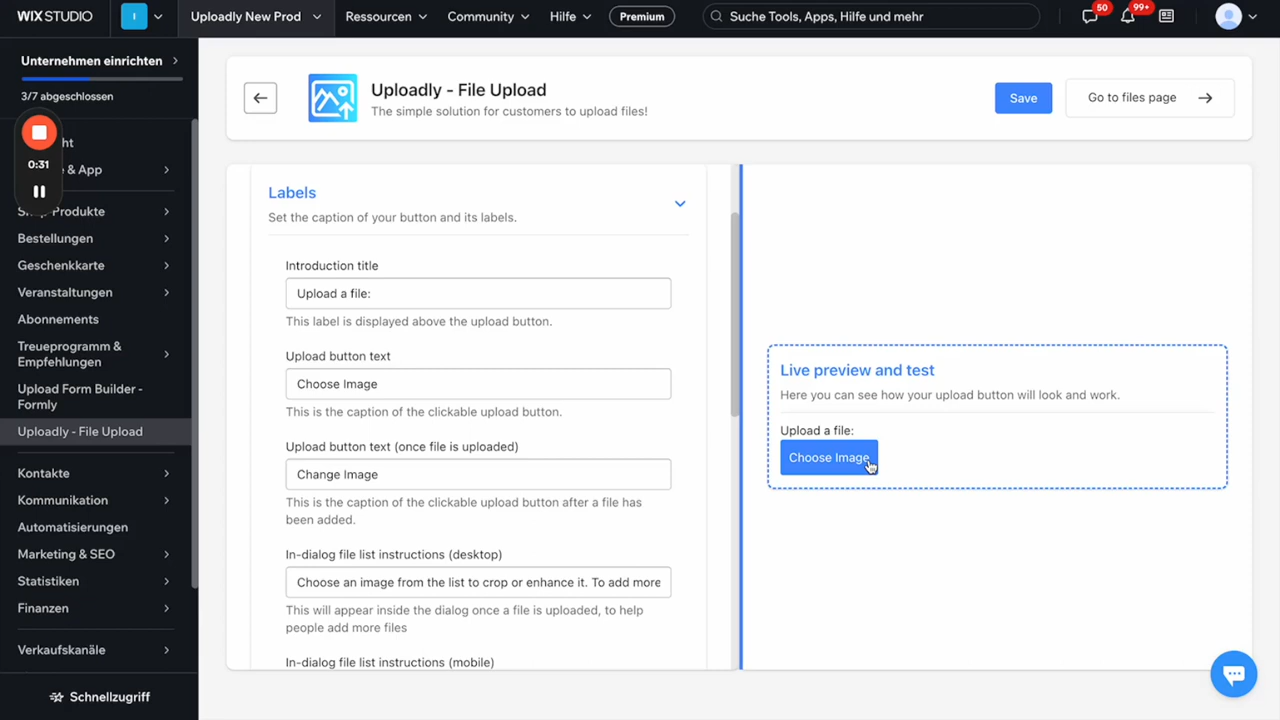 WIX STUDIO
I
Uploadly New Prod
Ressourcen
Community
Hilfe
Premium
Suche Tools, Apps, Hilfe und mehr
50
99+
Unternehmen einrichten
3/7 abgeschlossen
0:31
& App
Bestellungen
Geschenkkarte
Veranstaltungen
Abonnements
Treueprogramm &
Empfehlungen
Upload Form Builder -
Formly
Uploadly - File Upload
Kontakte
Kommunikation
Automatisierungen
Marketing & SEO
Statistiken
Finanzen
Verkaufskanäle
Schnellzugriff
Uploadly - File Upload
The simple solution for customers to upload files!
Save
Go to files page
Labels
Set the caption of your button and its labels.
Introduction title
Upload a file:
This label is displayed above the upload button.
Upload button text
Choose Image
This is the caption of the clickable upload button.
Upload button text (once file is uploaded)
Change Image
This is the caption of the clickable upload button after a file has
been added.
In-dialog file list instructions (desktop)
Choose an image from the list to crop or enhance it. To add more
This will appear inside the dialog once a file is uploaded, to help
people add more files
In-dialog file list instructions (mobile)
Live preview and test
Here you can see how your upload button will look and work.
Upload a file:
Choose Image